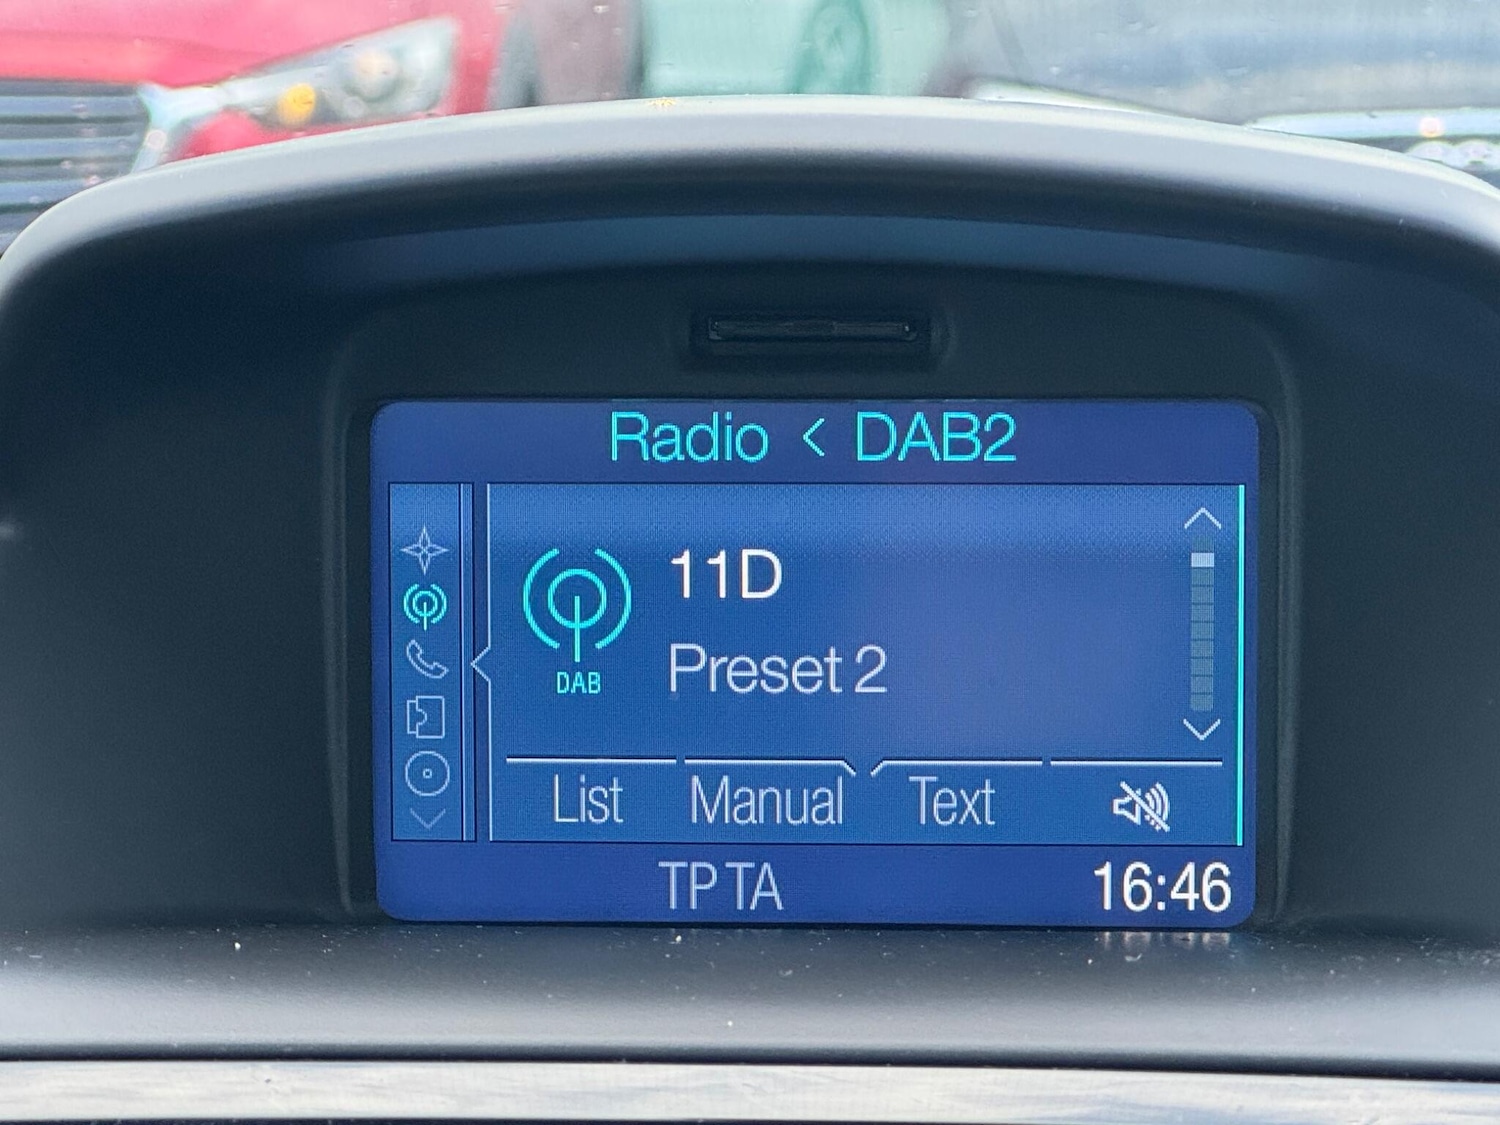 Radio < DAB2
11D
DAB
Preset 2
List Manual Text
TP TA 16:46